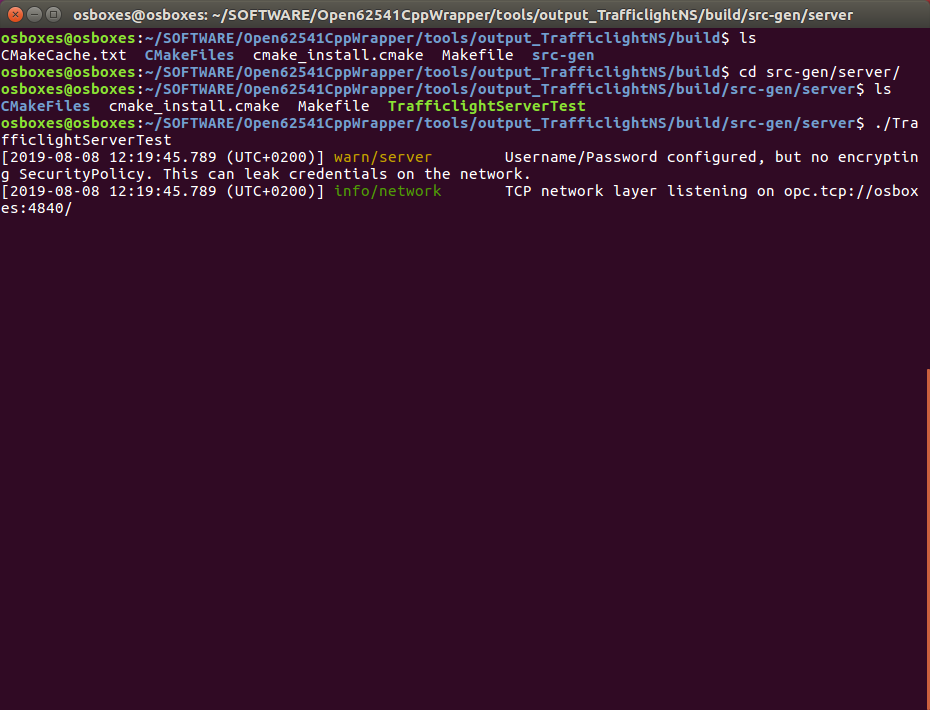 osboxes@osboxes: ~/SOFTWARE/Open62541CppWrapper/tools/output_TrafficlightNS/build/src-gen/server
osboxes@osboxes:~/SOFTWARE/Open62541CppWrapper/tools/output_TrafficlightNS/build$ ls
CMakeCache.txt  CMakeFiles  cmake_install.cmake  Makefile  src-gen
osboxes@osboxes:~/SOFTWARE/Open62541CppWrapper/tools/output_TrafficlightNS/build$ cd src-gen/server/
osboxes@osboxes:~/SOFTWARE/Open62541CppWrapper/tools/output_TrafficlightNS/build/src-gen/server$ ls
CMakeFiles  cmake_install.cmake  Makefile  TrafficlightServerTest
osboxes@osboxes:~/SOFTWARE/Open62541CppWrapper/tools/output_TrafficlightNS/build/src-gen/server$ ./Tra
fficlightServerTest
[2019-08-08 12:19:45.789 (UTC+0200)] warn/server        Username/Password configured, but no encryptin
g SecurityPolicy. This can leak credentials on the network.
[2019-08-08 12:19:45.789 (UTC+0200)] info/network       TCP network layer listening on opc.tcp://osbox
es:4840/